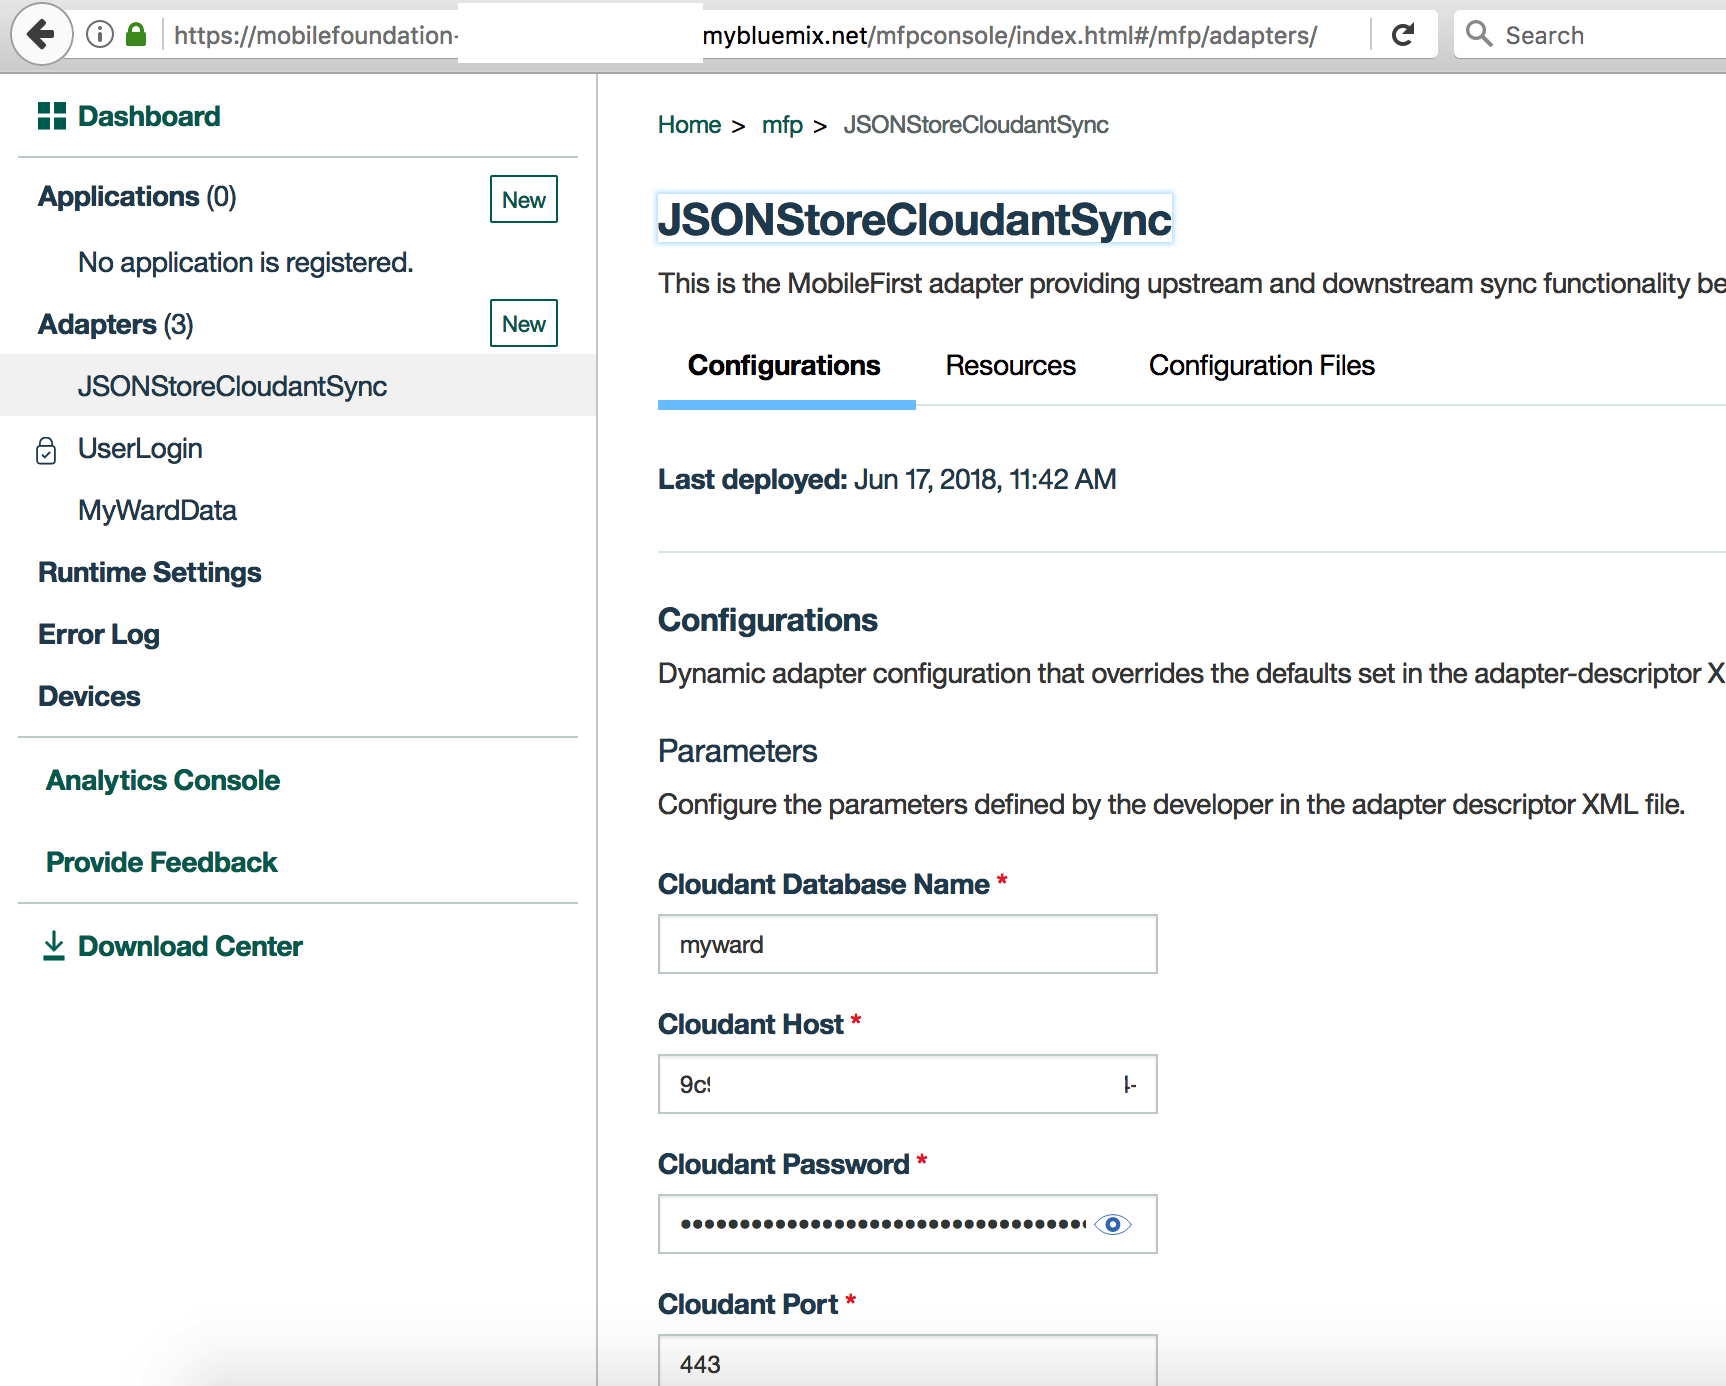 https://mobilefoundation- mybluemix.net/mfpconsole/index.html#/mfp/adapters/
Search
Dashboard
Applications (0)
New
No application is registered.
Adapters (3)
New
JSONStoreCloudantSync
UserLogin
MyWardData
Runtime Settings
Error Log
Devices
Analytics Console
Provide Feedback
Download Center
Home > mfp > JSONStoreCloudantSync
JSONStoreCloudantSync
This is the MobileFirst adapter providing upstream and downstream sync functionality be
Configurations
Resources
Configuration Files
Last deployed: Jun 17, 2018, 11:42 AM
Configurations
Dynamic adapter configuration that overrides the defaults set in the adapter-descriptor X
Parameters
Configure the parameters defined by the developer in the adapter descriptor XML file.
Cloudant Database Name *
myward
Cloudant Host *
Cloudant Password *
Cloudant Port *
443